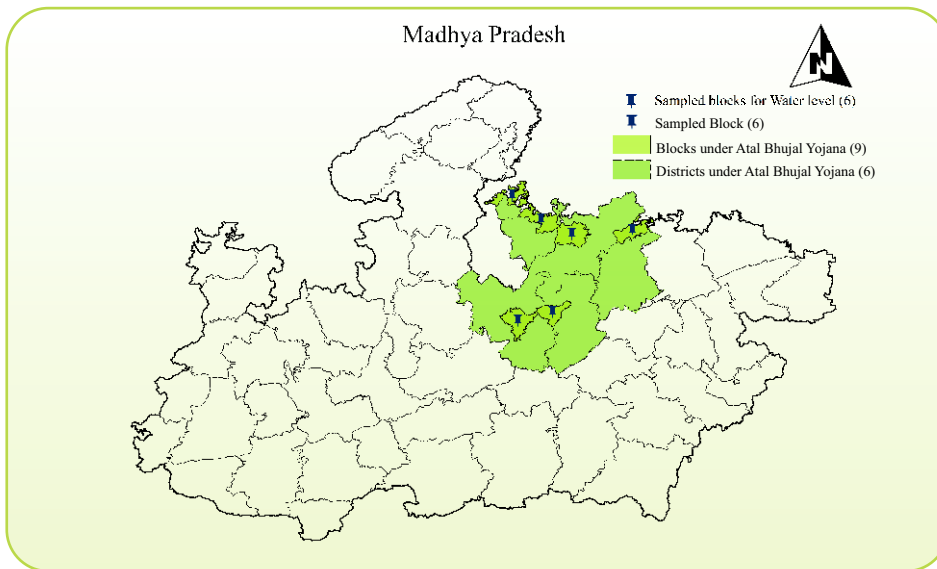 Madhya Pradesh
N
Sampled blocks for Water level (6)
Sampled Block (6)
Blocks under Atal Bhujal Yojana (9)
Districts under Atal Bhujal Yojana (6)